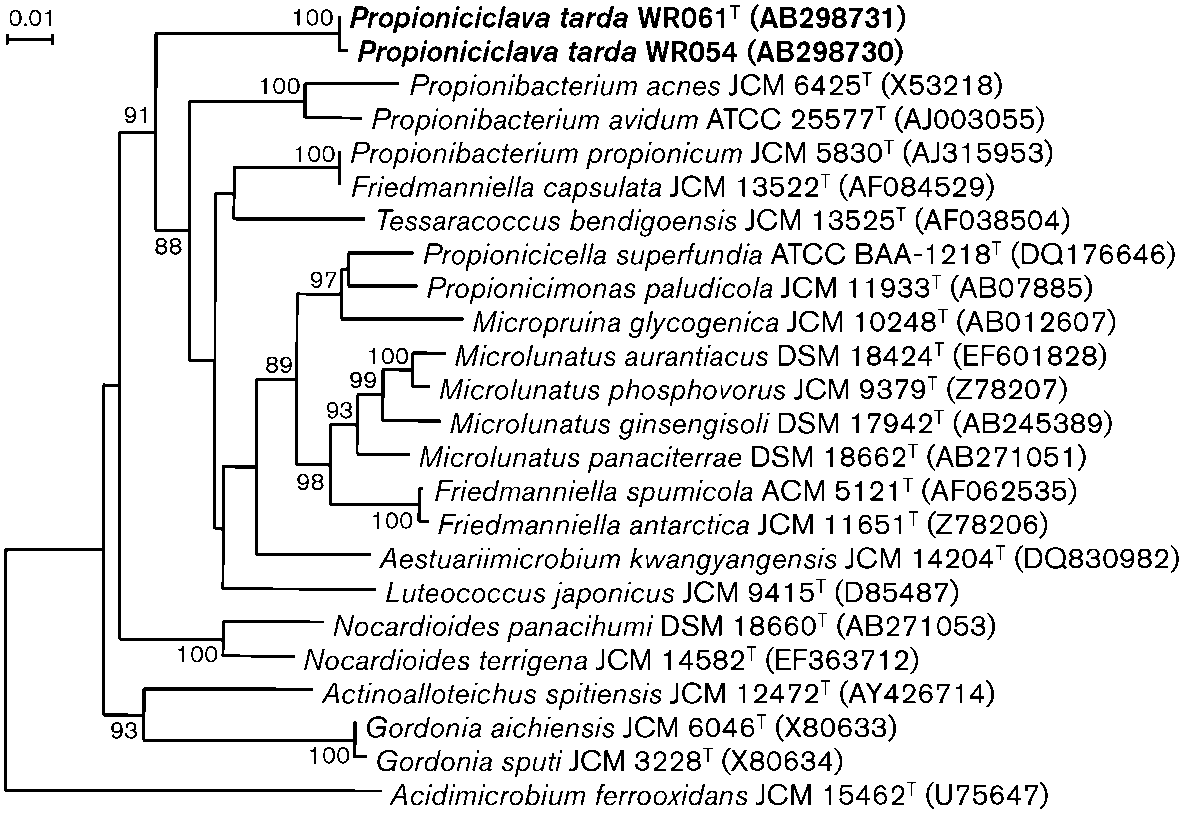 0.01
100 Propioniciclava tarda WR061ᵀ (AB298731)
Propioniciclava tarda WR054 (AB298730)
100 Propionibacterium acnes JCM 6425ᵀ (X53218)
91 Propionibacterium avidum ATCC 25577ᵀ (AJ003055)
100 Propionibacterium propionicum JCM 5830ᵀ (AJ315953)
Friedmanniella capsulata JCM 13522ᵀ (AF084529)
Tessaracoccus bendigoensis JCM 13525ᵀ (AF038504)
88 Propionicicella superfundia ATCC BAA-1218ᵀ (DQ176646)
97 Propionicimonas paludicola JCM 11933ᵀ (AB07885)
Micropruina glycogenica JCM 10248ᵀ (AB012607)
100 Microlunatus aurantiacus DSM 18424ᵀ (EF601828)
89 99 Microlunatus phosphovorus JCM 9379ᵀ (Z78207)
93 Microlunatus ginsengisoli DSM 17942ᵀ (AB245389)
Microlunatus panaciterrae DSM 18662ᵀ (AB271051)
98 Friedmanniella spumicola ACM 5121ᵀ (AF062535)
100 Friedmanniella antarctica JCM 11651ᵀ (Z78206)
Aestuariimicrobium kwangyangensis JCM 14204ᵀ (DQ830982)
Luteococcus japonicus JCM 9415ᵀ (D85487)
Nocardioides panacihumi DSM 18660ᵀ (AB271053)
100 Nocardioides terrigena JCM 14582ᵀ (EF363712)
Actinoalloteichus spitiensis JCM 12472ᵀ (AY426714)
93 Gordonia aichiensis JCM 6046ᵀ (X80633)
100 Gordonia sputi JCM 3228ᵀ (X80634)
Acidimicrobium ferrooxidans JCM 15462ᵀ (U75647)